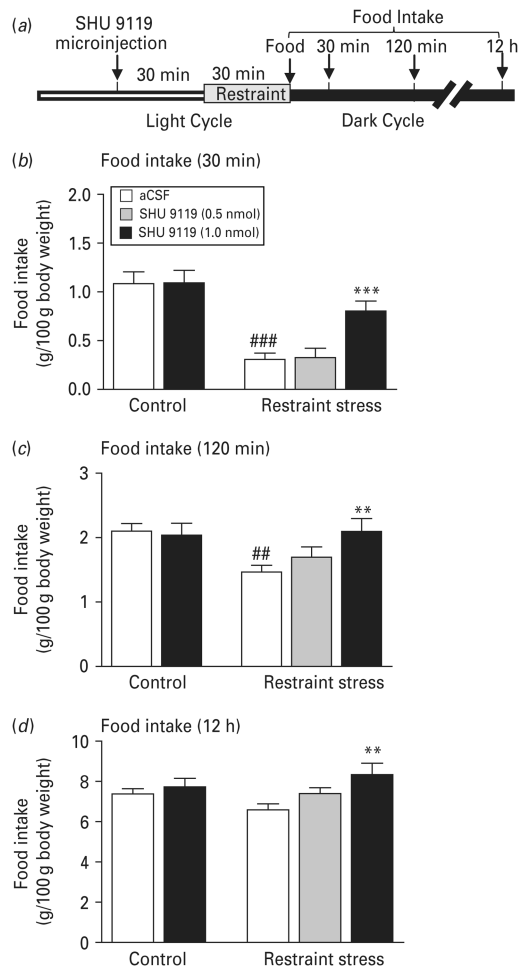 (a)
SHU 9119
microinjection
Food Intake
Food 30 min 120 min 12 h
30 min 30 min
Restraint
Light Cycle Dark Cycle
(b) Food intake (30 min)
aCSF
SHU 9119 (0.5 nmol)
SHU 9119 (1.0 nmol)
Food intake
(g/100 g body weight)
2.0
1.5
1.0
0.5
0.0
###
***
Control Restraint stress
(c) Food intake (120 min)
Food intake
(g/100 g body weight)
3
2
1
0
##
**
Control Restraint stress
(d) Food intake (12 h)
Food intake
(g/100 g body weight)
10
8
6
4
2
0
**
Control Restraint stress